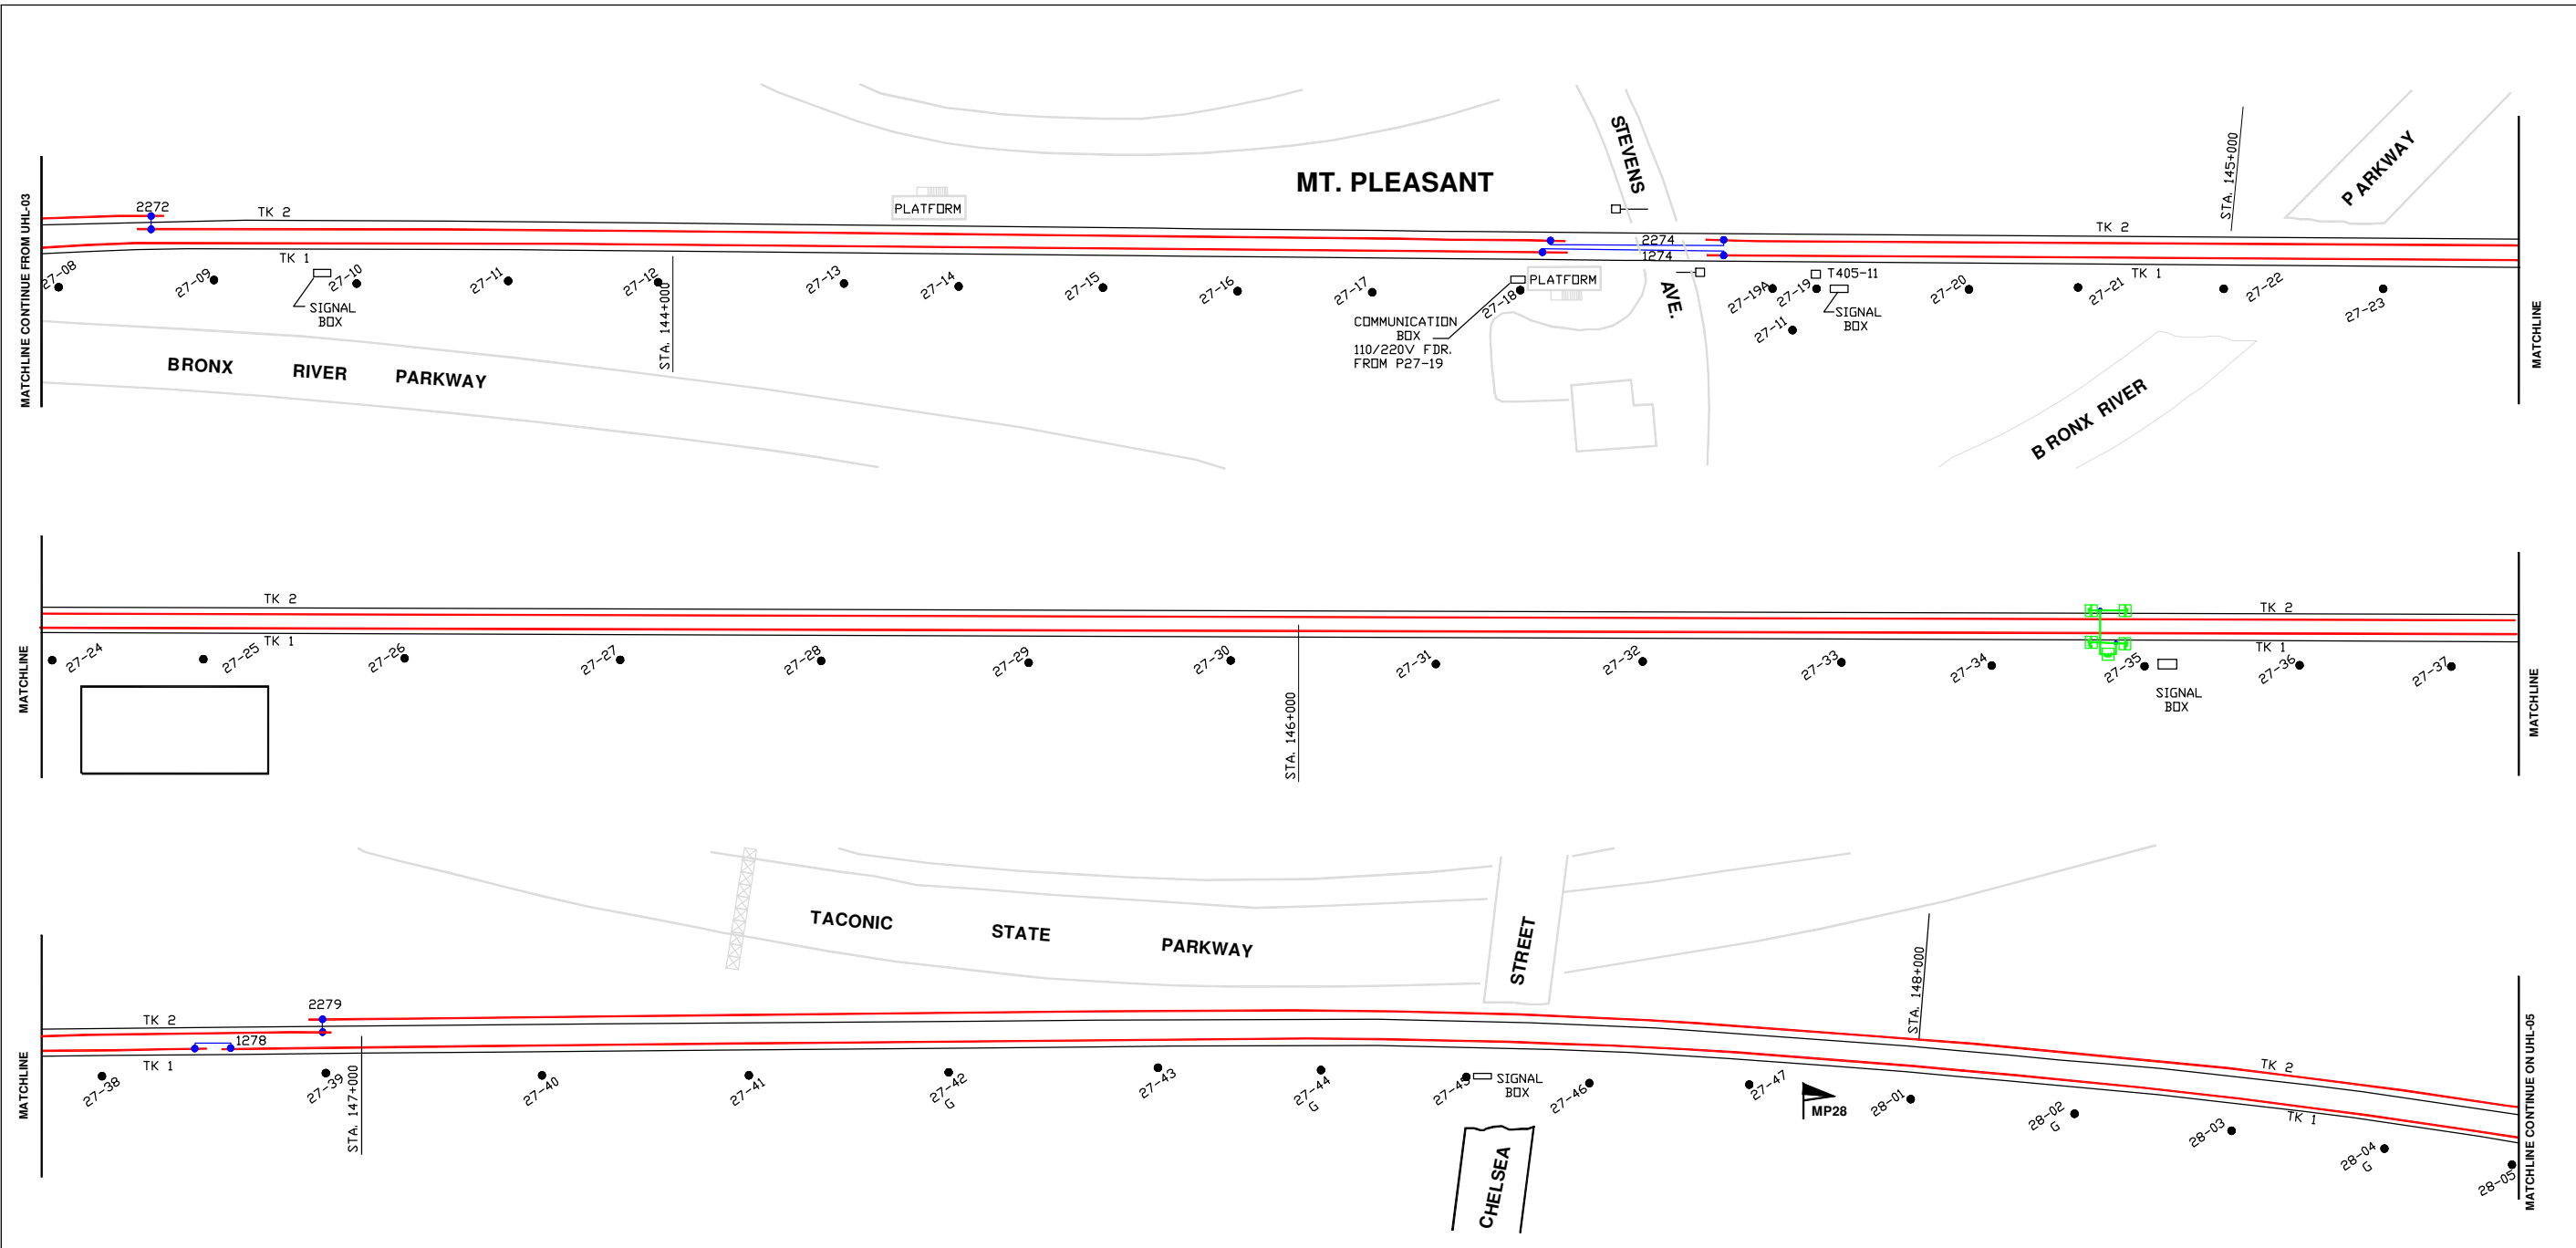 MATCHLINE CONTINUE FROM UHL-03
2272
TK 2
TK 1
27-08
27-09
SIGNAL
BOX
27-10
27-11
27-12
STA. 144+000
PLATFORM
27-13
27-14
27-15
27-16
27-17
MT. PLEASANT
STEVENS
AVE.
2274
1274
PLATFORM
27-18
COMMUNICATION
BOX
110/220V FDR.
FROM P27-19
27-19A
27-19
T405-11
SIGNAL
BOX
27-11
27-20
27-21
27-22
27-23
TK 2
TK 1
STA. 145+000
PARKWAY
BRONX RIVER
BRONX RIVER PARKWAY
MATCHLINE
MATCHLINE
TK 2
TK 1
27-24
27-25
27-26
27-27
27-28
27-29
27-30
STA. 146+000
27-31
27-32
27-33
27-34
27-35
SIGNAL
BOX
27-36
27-37
TK 2
TK 1
MATCHLINE
MATCHLINE
TACONIC STATE PARKWAY
STREET
CHELSEA
2279
1278
TK 2
TK 1
27-38
27-39
STA. 147+000
27-40
27-41
27-42
G
27-43
27-44
G
27-45
SIGNAL
BOX
27-46
27-47
MP28
STA. 148+000
28-01
28-02
G
28-03
28-04
G
28-05
TK 2
TK 1
MATCHLINE CONTINUE ON UHL-05